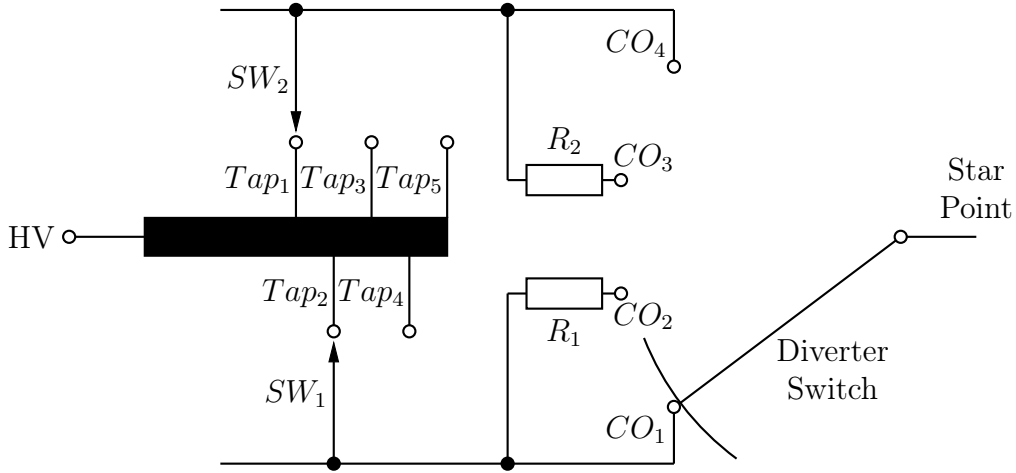 CO₄
SW₂
R₂
CO₃
Tap₁ Tap₃ Tap₅
Star
Point
HV
Tap₂ Tap₄
CO₂
R₁
Diverter
Switch
SW₁
CO₁